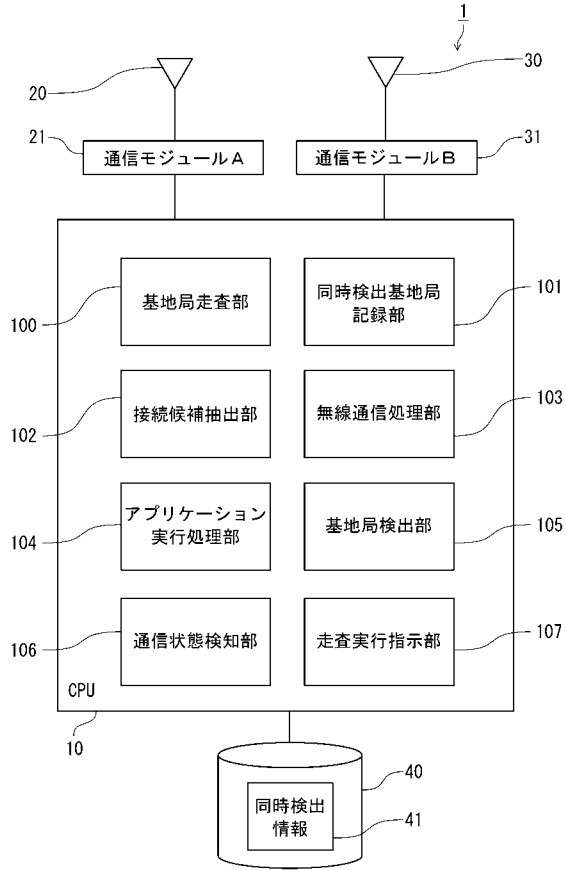 1
20
30
21
通信モジュールA
通信モジュールB
31
100
基地局走査部
同時検出基地局
記録部
101
102
接続候補抽出部
無線通信処理部
103
104
アプリケーション
実行処理部
基地局検出部
105
106
通信状態検知部
走査実行指示部
107
CPU
10
40
同時検出
情報
41